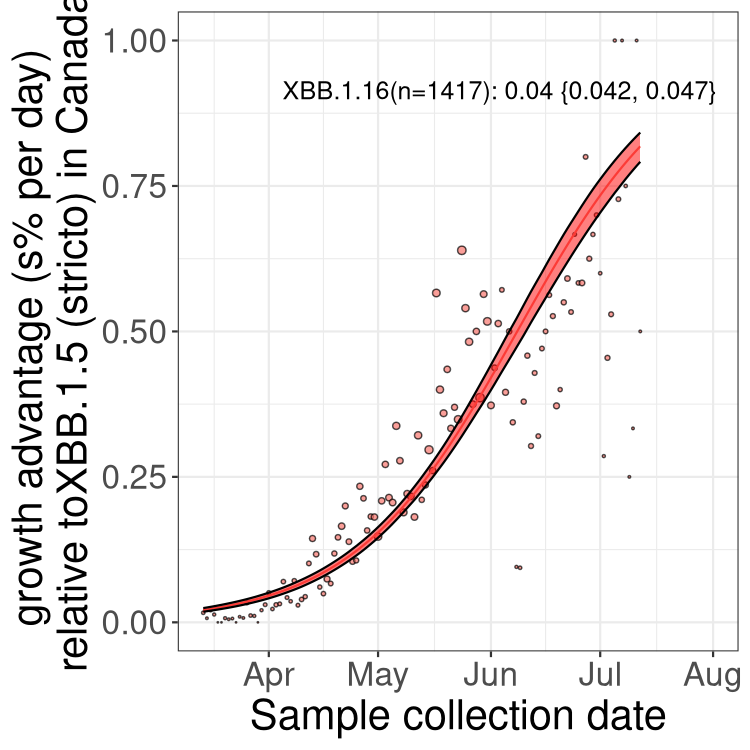 growth advantage (s% per day)
relative toXBB.1.5 (stricto) in Canada
1.00
0.75
0.50
0.25
0.00
XBB.1.16(n=1417): 0.04 {0.042, 0.047}
Apr May Jun Jul Aug
Sample collection date